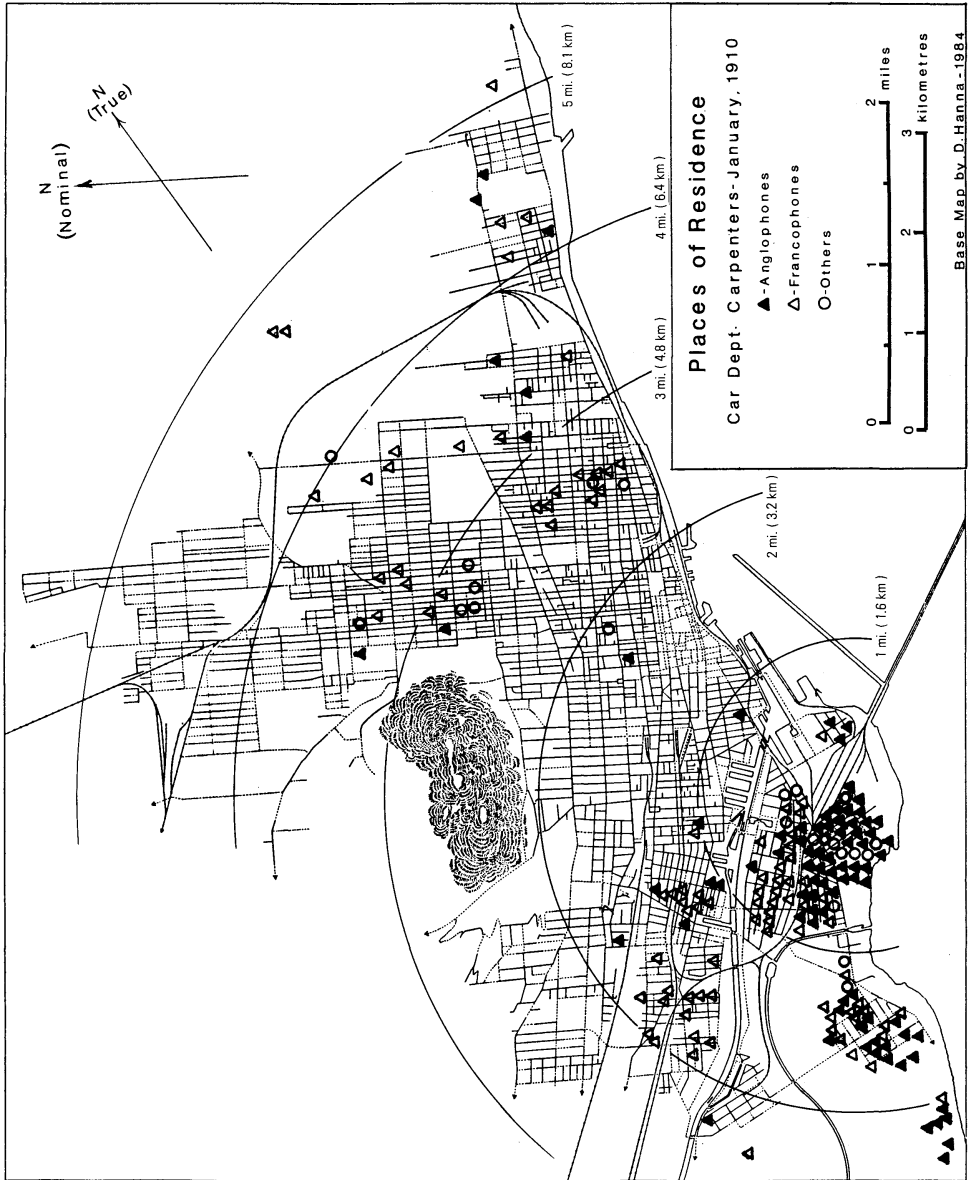 N
(True)
N
(Nominal)
5 mi. ( 8.1 km )
4 mi. ( 6.4 km )
3 mi. ( 4.8 km )
2 mi. ( 3.2 km )
1 mi. ( 1.6 km )
Places of Residence
Car Dept- Carpenters-January, 1910
▲-Anglophones
△-Francophones
○-Others
0 1 2 miles
0 1 2 3 kilometres
Base Map by D. Hanna-1984